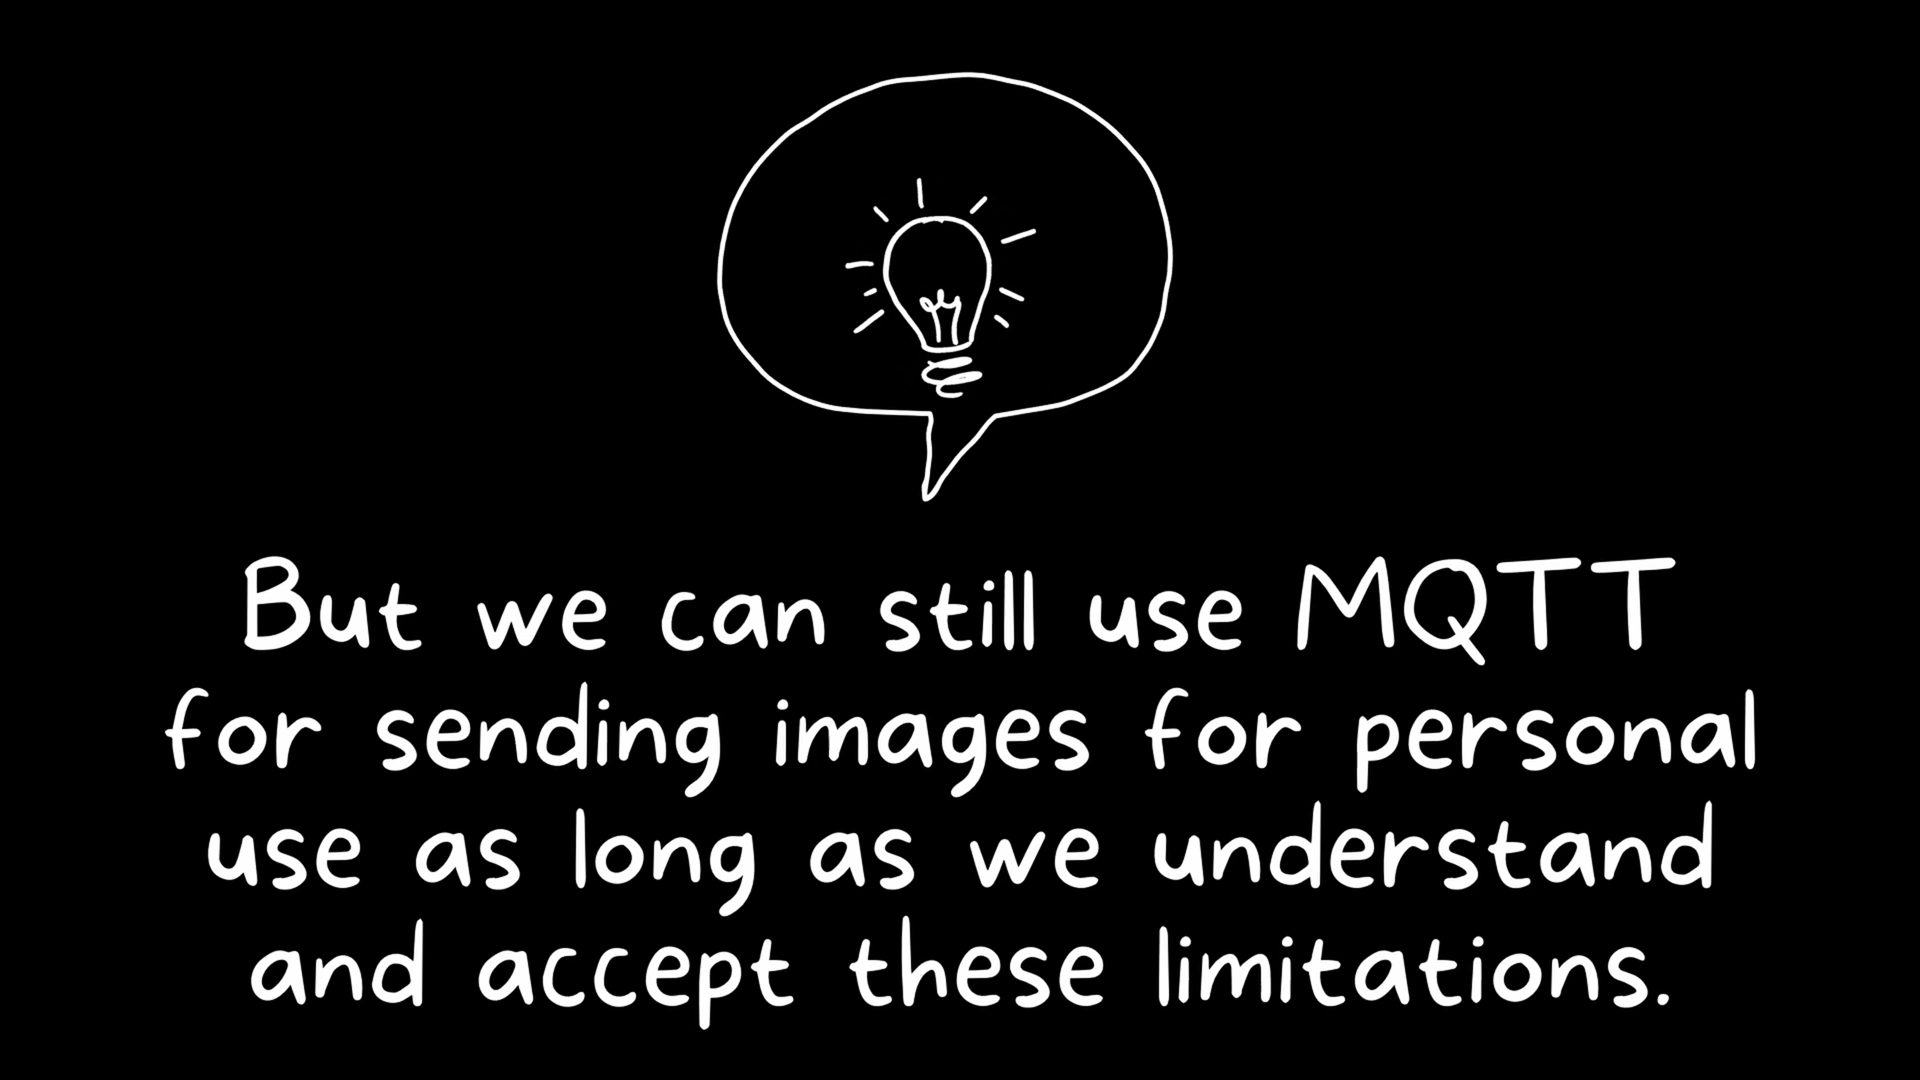 But we can still use MQTT
for sending images for personal
use as long as we understand
and accept these limitations.